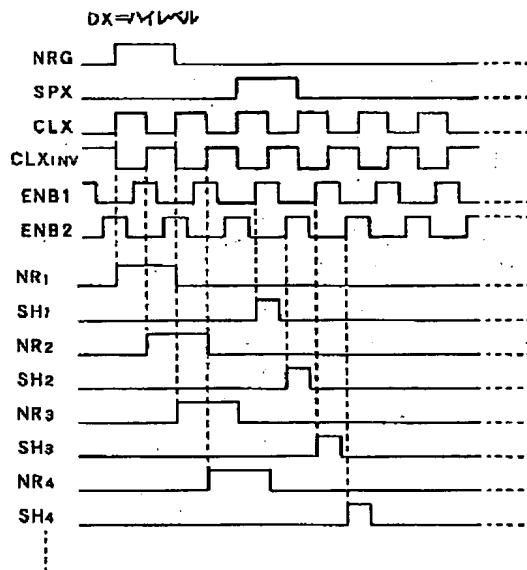 DX=ハイレベル
NRG
SPX
CLX
CLXINV
ENB1
ENB2
NR1
SH1
NR2
SH2
NR3
SH3
NR4
SH4